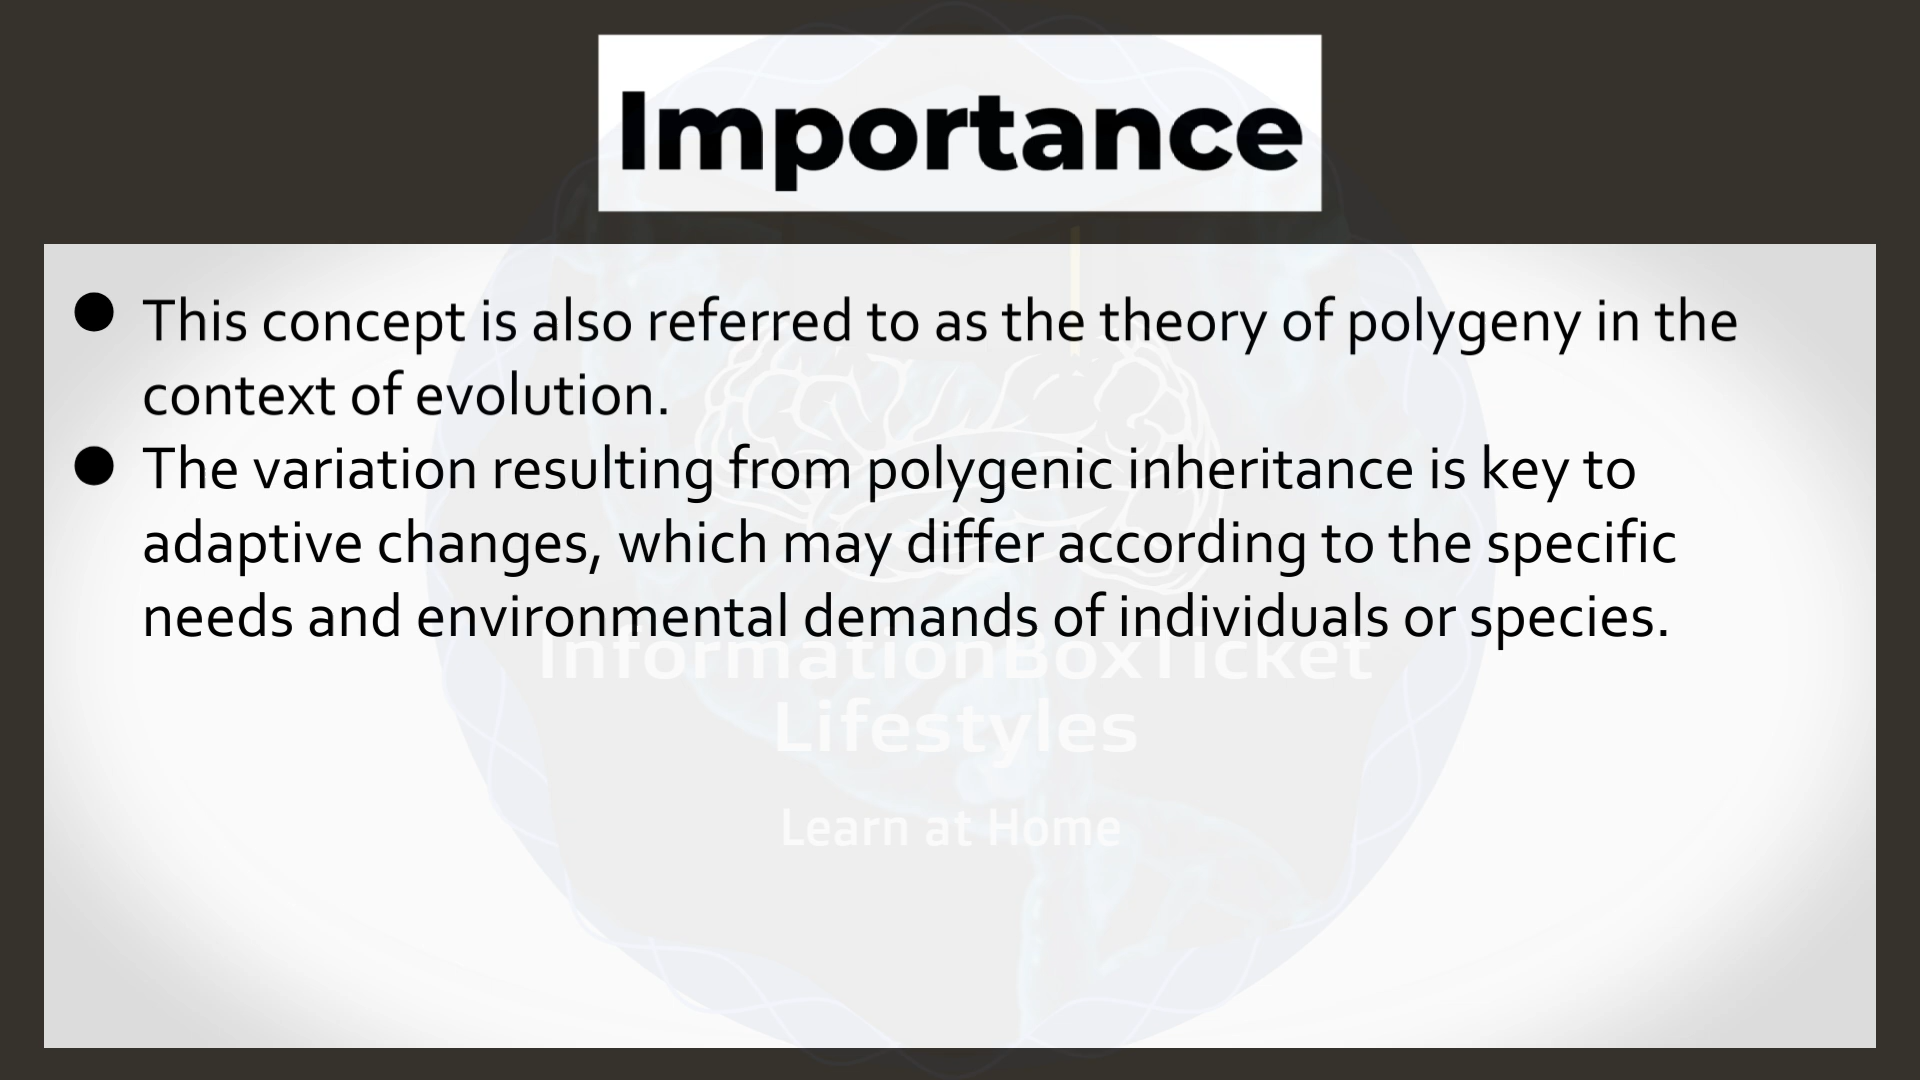 Importance
● This concept is also referred to as the theory of polygeny in the
context of evolution.
● The variation resulting from polygenic inheritance is key to
adaptive changes, which may differ according to the specific
needs and environmental demands of individuals or species.
InformationBoxTicket
Lifestyles
Learn at Home